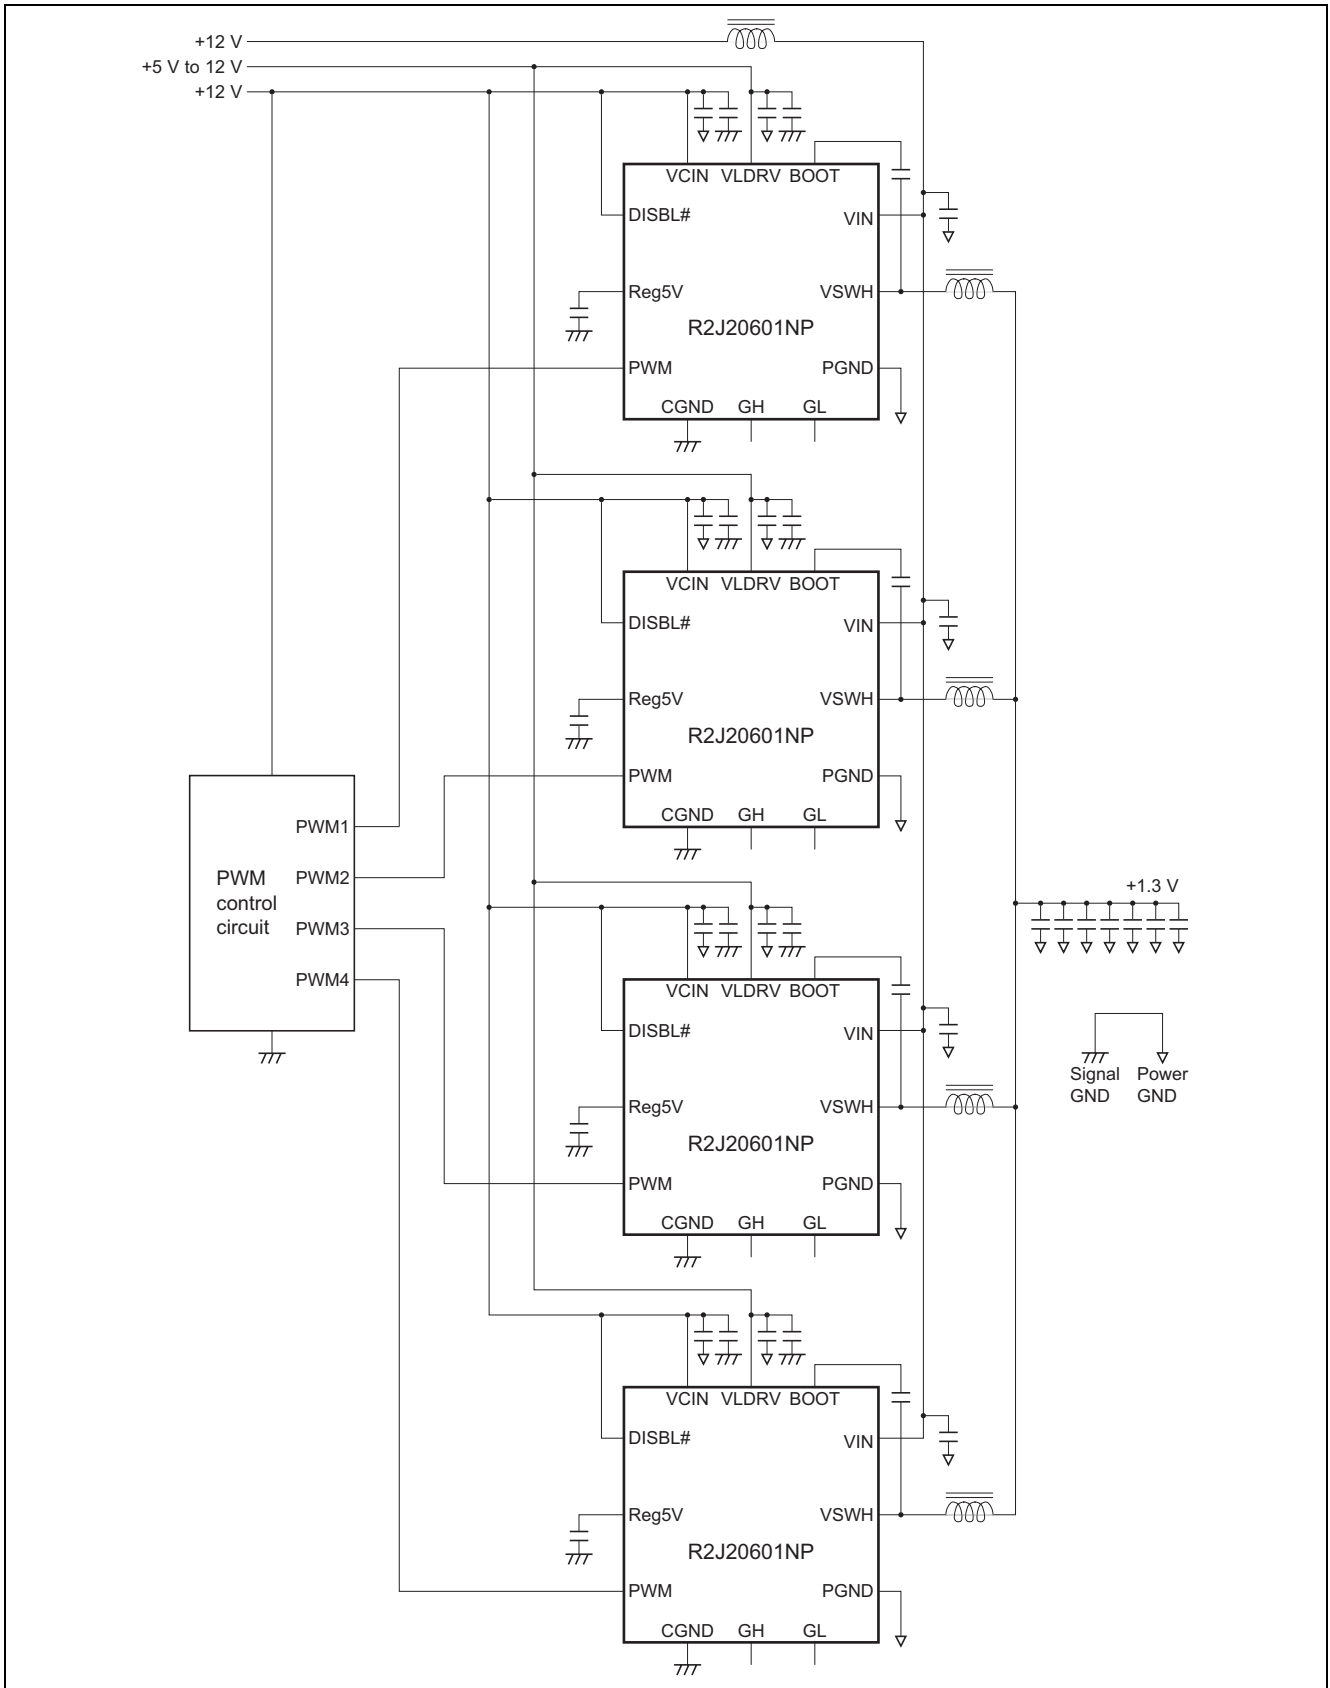 +12 V
+5 V to 12 V
+12 V
VCIN VLDRV BOOT
DISBL#
VIN
Reg5V
VSWH
R2J20601NP
PWM
PGND
CGND GH GL
VCIN VLDRV BOOT
DISBL#
VIN
Reg5V
VSWH
R2J20601NP
PWM
PGND
CGND GH GL
PWM1
PWM2
PWM3
PWM4
PWM
control
circuit
+1.3 V
VCIN VLDRV BOOT
DISBL#
VIN
Reg5V
VSWH
R2J20601NP
PWM
PGND
CGND GH GL
Signal
GND
Power
GND
VCIN VLDRV BOOT
DISBL#
VIN
Reg5V
VSWH
R2J20601NP
PWM
PGND
CGND GH GL